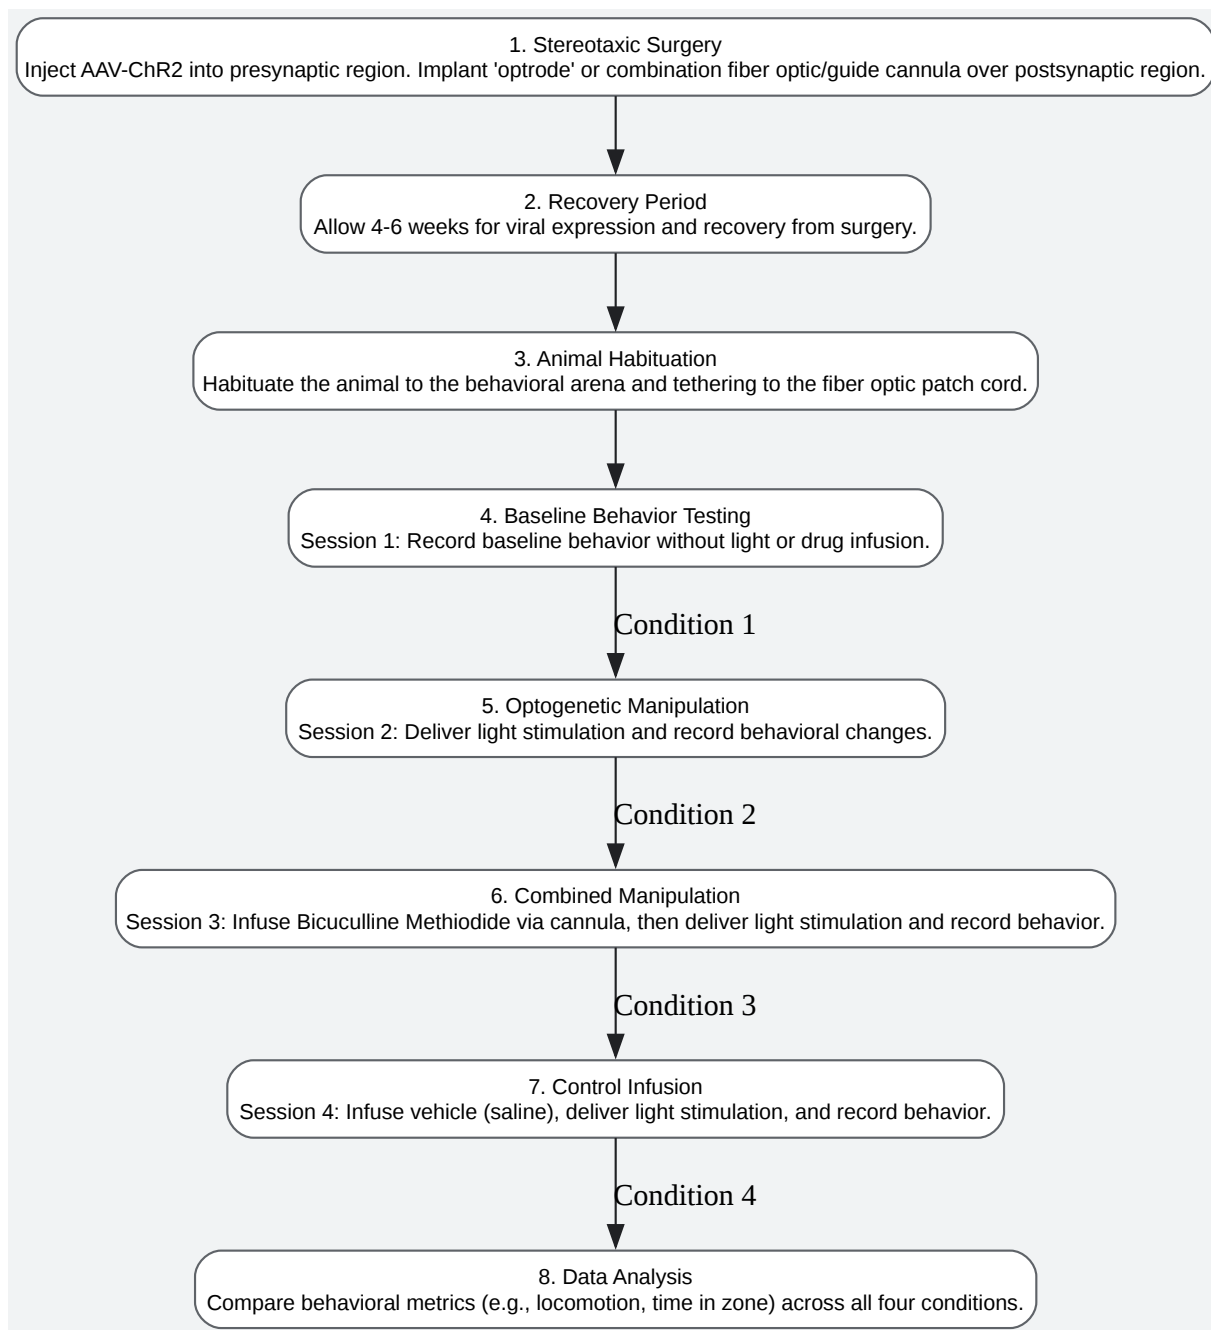 1. Stereotaxic Surgery
Inject AAV-ChR2 into presynaptic region. Implant 'optrode' or combination fiber optic/guide cannula over postsynaptic region.
2. Recovery Period
Allow 4-6 weeks for viral expression and recovery from surgery.
3. Animal Habituation
Habituate the animal to the behavioral arena and tethering to the fiber optic patch cord.
4. Baseline Behavior Testing
Session 1: Record baseline behavior without light or drug infusion.
Condition 1
5. Optogenetic Manipulation
Session 2: Deliver light stimulation and record behavioral changes.
Condition 2
6. Combined Manipulation
Session 3: Infuse Bicuculline Methiodide via cannula, then deliver light stimulation and record behavior.
Condition 3
7. Control Infusion
Session 4: Infuse vehicle (saline), deliver light stimulation, and record behavior.
Condition 4
8. Data Analysis
Compare behavioral metrics (e.g., locomotion, time in zone) across all four conditions.